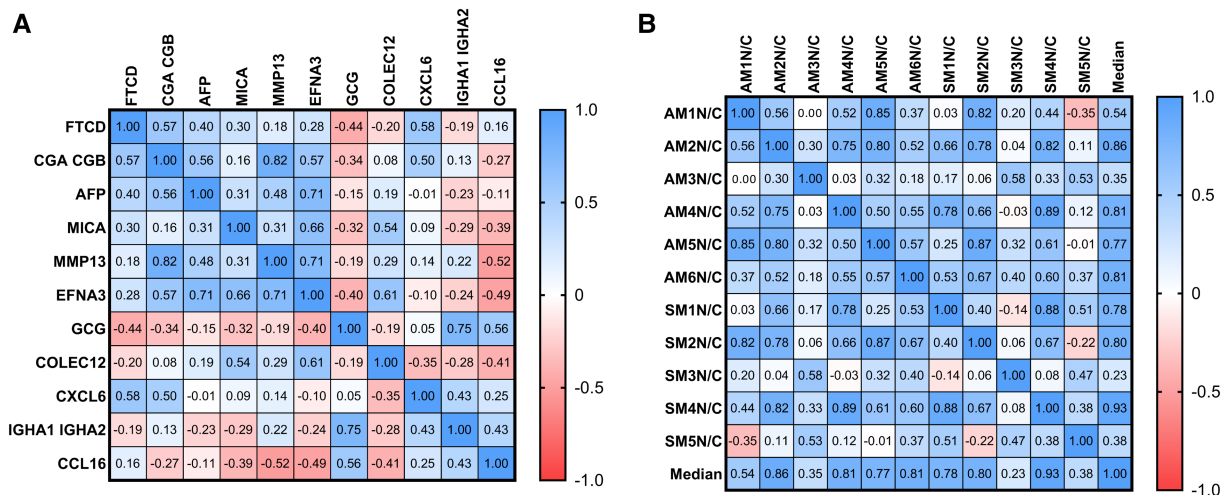 A
FTCD CGA CGB AFP MICA MMP13 EFNA3 GCG COLEC12 CXCL6 IGHA1 IGHA2 CCL16
FTCD 1.00 0.57 0.40 0.30 0.18 0.28 -0.44 -0.20 0.58 -0.19 0.16
CGA CGB 0.57 1.00 0.56 0.16 0.82 0.57 -0.34 0.08 0.50 0.13 -0.27
AFP 0.40 0.56 1.00 0.31 0.48 0.71 -0.15 0.19 -0.01 -0.23 -0.11
MICA 0.30 0.16 0.31 1.00 0.31 0.66 -0.32 0.54 0.09 -0.29 -0.39
MMP13 0.18 0.82 0.48 0.31 1.00 0.71 -0.19 0.29 0.14 0.22 -0.52
EFNA3 0.28 0.57 0.71 0.66 0.71 1.00 -0.40 0.61 -0.10 -0.24 -0.49
GCG -0.44 -0.34 -0.15 -0.32 -0.19 -0.40 1.00 -0.19 0.05 0.75 0.56
COLEC12 -0.20 0.08 0.19 0.54 0.29 0.61 -0.19 1.00 -0.35 -0.28 -0.41
CXCL6 0.58 0.50 -0.01 0.09 0.14 -0.10 0.05 -0.35 1.00 0.43 0.25
IGHA1 IGHA2 -0.19 0.13 -0.23 -0.29 0.22 -0.24 0.75 -0.28 0.43 1.00 0.43
CCL16 0.16 -0.27 -0.11 -0.39 -0.52 -0.49 0.56 -0.41 0.25 0.43 1.00
1.0
0.5
0
-0.5
-1.0
B
AM1N/C AM2N/C AM3N/C AM4N/C AM5N/C AM6N/C SM1N/C SM2N/C SM3N/C SM4N/C SM5N/C Median
AM1N/C 1.00 0.56 0.00 0.52 0.85 0.37 0.03 0.82 0.20 0.44 -0.35 0.54
AM2N/C 0.56 1.00 0.30 0.75 0.80 0.52 0.66 0.78 0.04 0.82 0.11 0.86
AM3N/C 0.00 0.30 1.00 0.03 0.32 0.18 0.17 0.06 0.58 0.33 0.53 0.35
AM4N/C 0.52 0.75 0.03 1.00 0.50 0.55 0.78 0.66 -0.03 0.89 0.12 0.81
AM5N/C 0.85 0.80 0.32 0.50 1.00 0.57 0.25 0.87 0.32 0.61 -0.01 0.77
AM6N/C 0.37 0.52 0.18 0.55 0.57 1.00 0.53 0.67 0.40 0.60 0.37 0.81
SM1N/C 0.03 0.66 0.17 0.78 0.25 0.53 1.00 0.40 -0.14 0.88 0.51 0.78
SM2N/C 0.82 0.78 0.06 0.66 0.87 0.67 0.40 1.00 0.06 0.67 -0.22 0.80
SM3N/C 0.20 0.04 0.58 -0.03 0.32 0.40 -0.14 0.06 1.00 0.08 0.47 0.23
SM4N/C 0.44 0.82 0.33 0.89 0.61 0.60 0.88 0.67 0.08 1.00 0.38 0.93
SM5N/C -0.35 0.11 0.53 0.12 -0.01 0.37 0.51 -0.22 0.47 0.38 1.00 0.38
Median 0.54 0.86 0.35 0.81 0.77 0.81 0.78 0.80 0.23 0.93 0.38 1.00
1.0
0.5
0
-0.5
-1.0